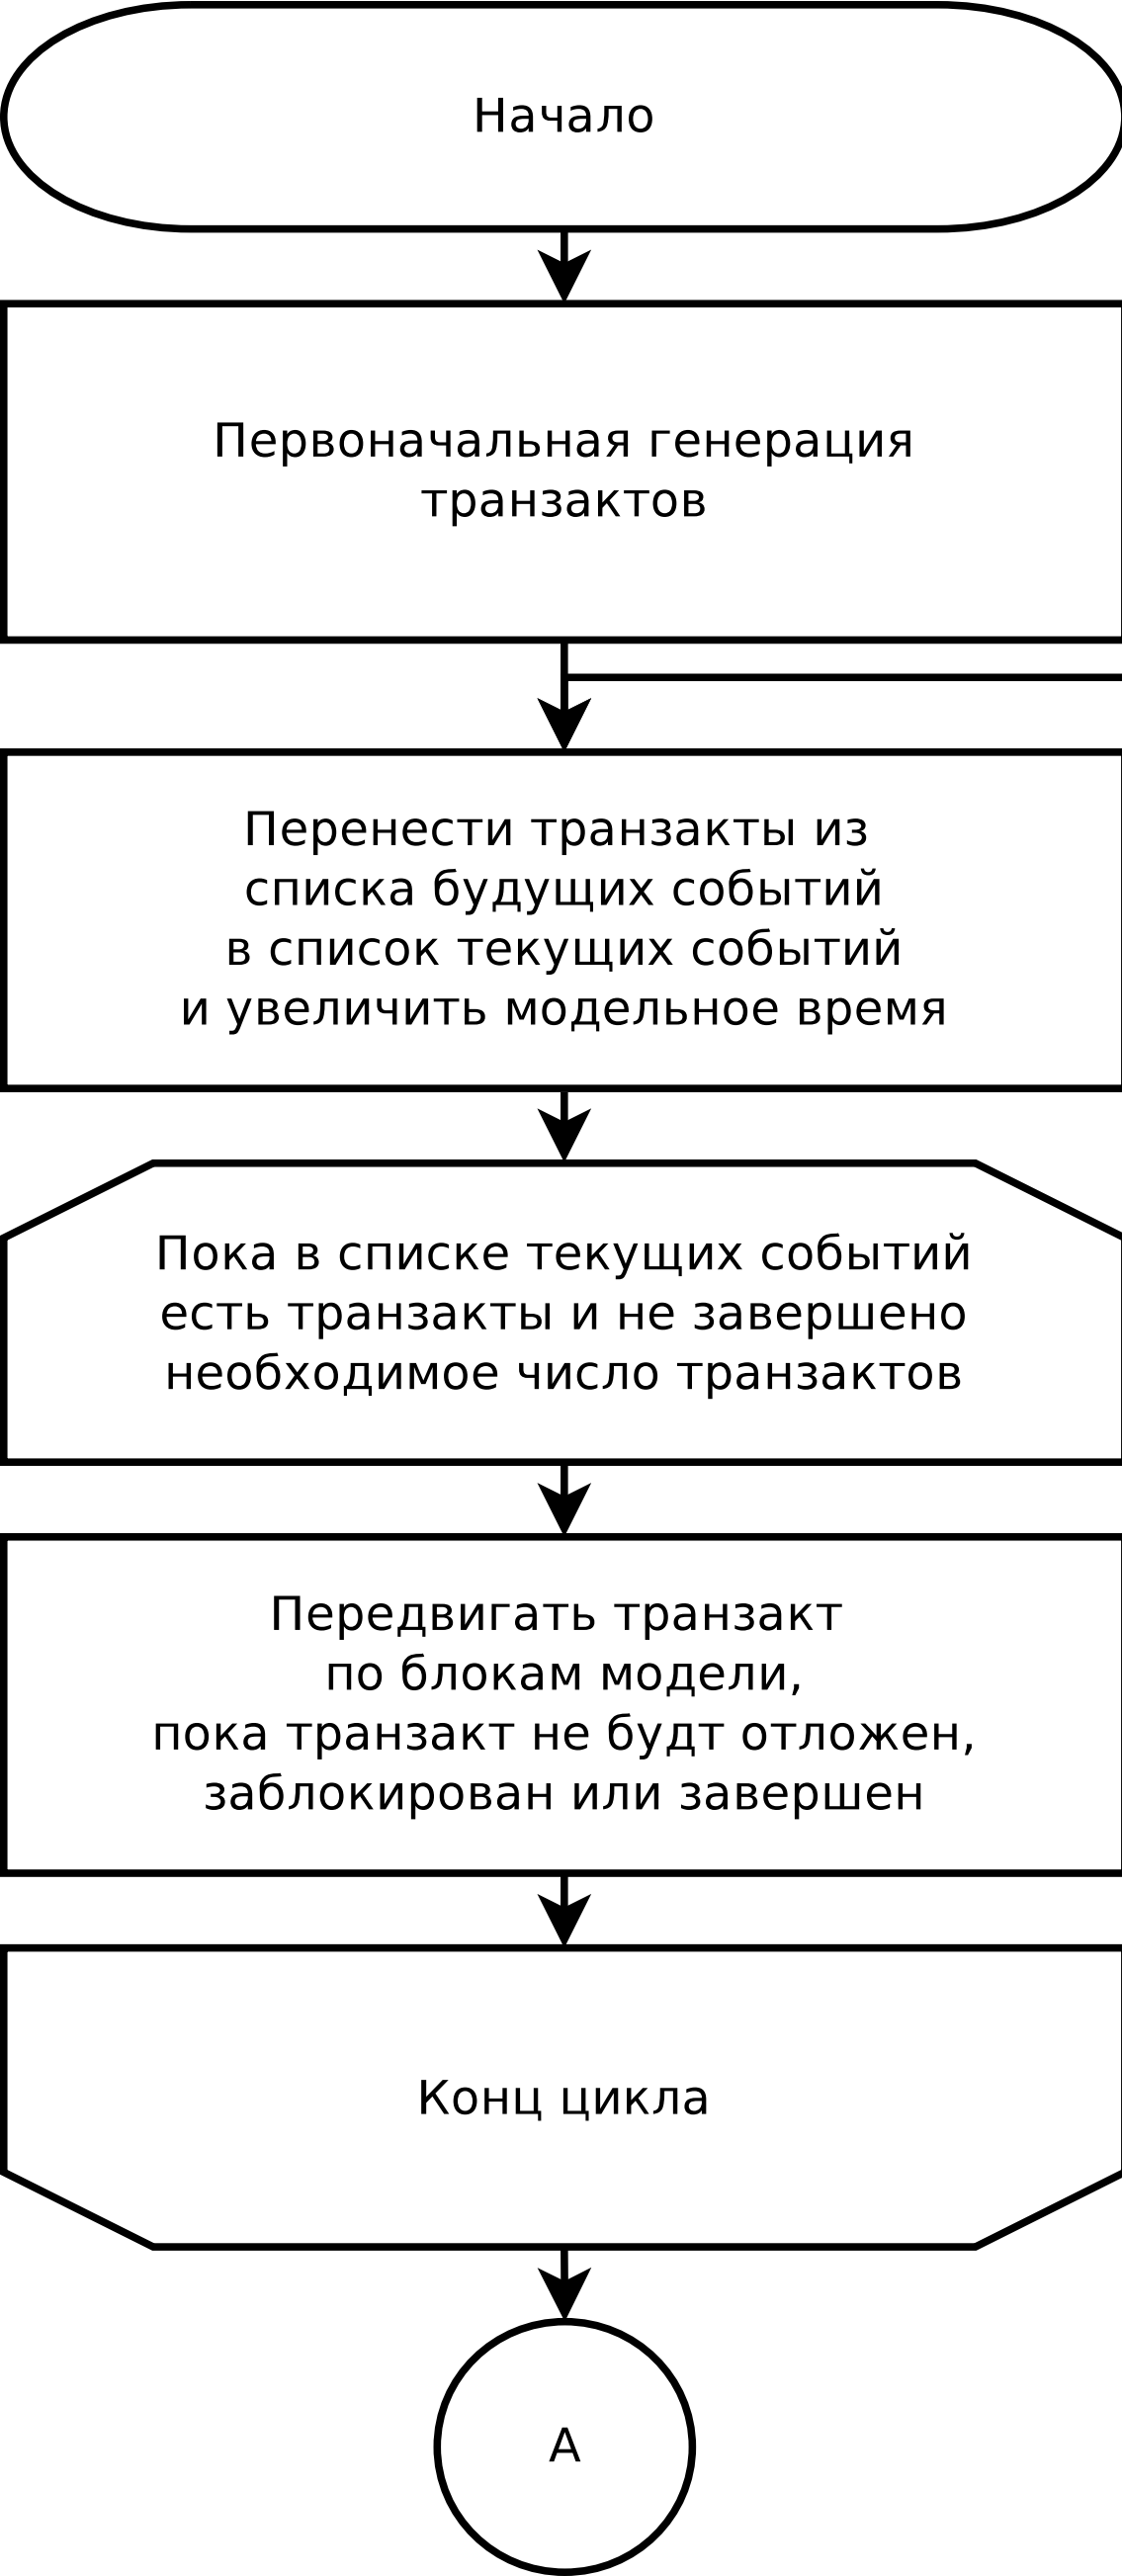 Начало
Первоначальная генерация
транзактов
Перенести транзакты из
списка будущих событий
в список текущих событий
и увеличить модельное время
Пока в списке текущих событий
есть транзакты и не завершено
необходимое число транзактов
Передвигать транзакт
по блокам модели,
пока транзакт не будт отложен,
заблокирован или завершен
Конц цикла
А